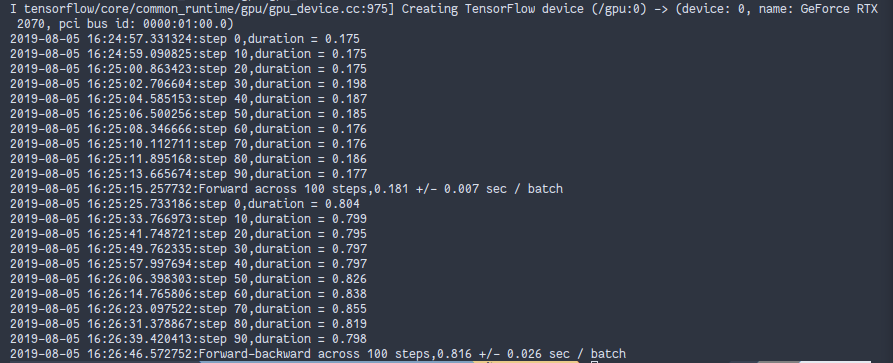 I tensorflow/core/common_runtime/gpu/gpu_device.cc:975] Creating TensorFlow device (/gpu:0) -> (device: 0, name: GeForce RTX
2070, pci bus id: 0000:01:00.0)
2019-08-05 16:24:57.331324:step 0,duration = 0.175
2019-08-05 16:24:59.090825:step 10,duration = 0.175
2019-08-05 16:25:00.863423:step 20,duration = 0.175
2019-08-05 16:25:02.706604:step 30,duration = 0.198
2019-08-05 16:25:04.585153:step 40,duration = 0.187
2019-08-05 16:25:06.500256:step 50,duration = 0.185
2019-08-05 16:25:08.346666:step 60,duration = 0.176
2019-08-05 16:25:10.112711:step 70,duration = 0.176
2019-08-05 16:25:11.895168:step 80,duration = 0.186
2019-08-05 16:25:13.665674:step 90,duration = 0.177
2019-08-05 16:25:15.257732:Forward across 100 steps,0.181 +/- 0.007 sec / batch
2019-08-05 16:25:25.733186:step 0,duration = 0.804
2019-08-05 16:25:33.766973:step 10,duration = 0.799
2019-08-05 16:25:41.748721:step 20,duration = 0.795
2019-08-05 16:25:49.762335:step 30,duration = 0.797
2019-08-05 16:25:57.997694:step 40,duration = 0.797
2019-08-05 16:26:06.398303:step 50,duration = 0.826
2019-08-05 16:26:14.765806:step 60,duration = 0.838
2019-08-05 16:26:23.097522:step 70,duration = 0.855
2019-08-05 16:26:31.378867:step 80,duration = 0.819
2019-08-05 16:26:39.420413:step 90,duration = 0.798
2019-08-05 16:26:46.572752:Forward-backward across 100 steps,0.816 +/- 0.026 sec / batch